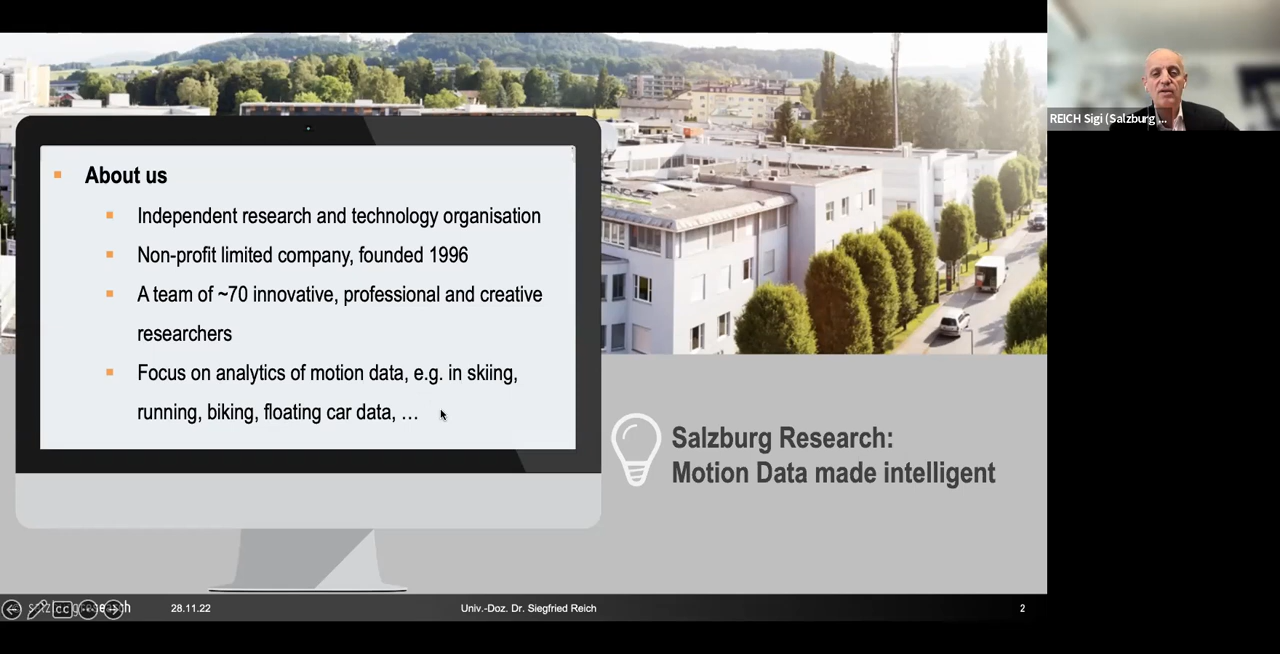 About us
Independent research and technology organisation
Non-profit limited company, founded 1996
A team of ~70 innovative, professional and creative
researchers
Focus on analytics of motion data, e.g. in skiing,
running, biking, floating car data, …
Salzburg Research:
Motion Data made intelligent
REICH Sigi (Salzburg ...
CC
28.11.22
Univ.-Doz. Dr. Siegfried Reich
2